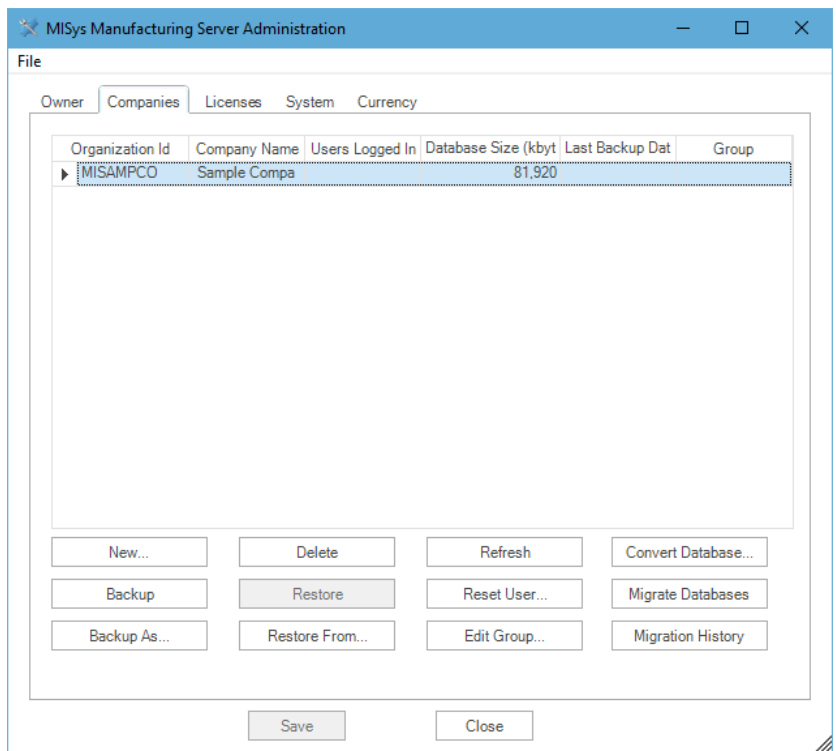 MISys Manufacturing Server Administration
File
Owner Companies Licenses System Currency
Organization Id Company Name Users Logged In Database Size (kbyt Last Backup Dat Group
MISAMPCO Sample Compa 81,920
New... Delete Refresh Convert Database...
Backup Restore Reset User... Migrate Databases
Backup As... Restore From... Edit Group... Migration History
Save Close